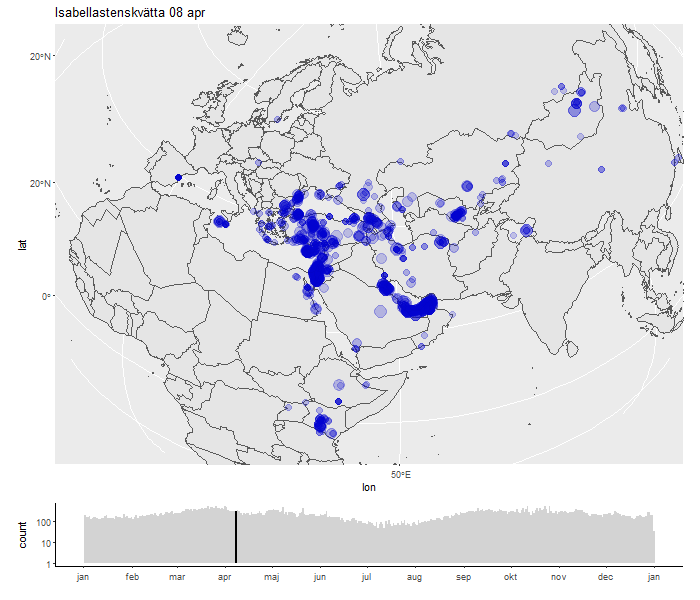 Isabellastenskvätta 08 apr
20°N
20°N
0°
lat
50°E
lon
count
100
10
1
jan feb mar apr maj jun jul aug sep okt nov dec jan